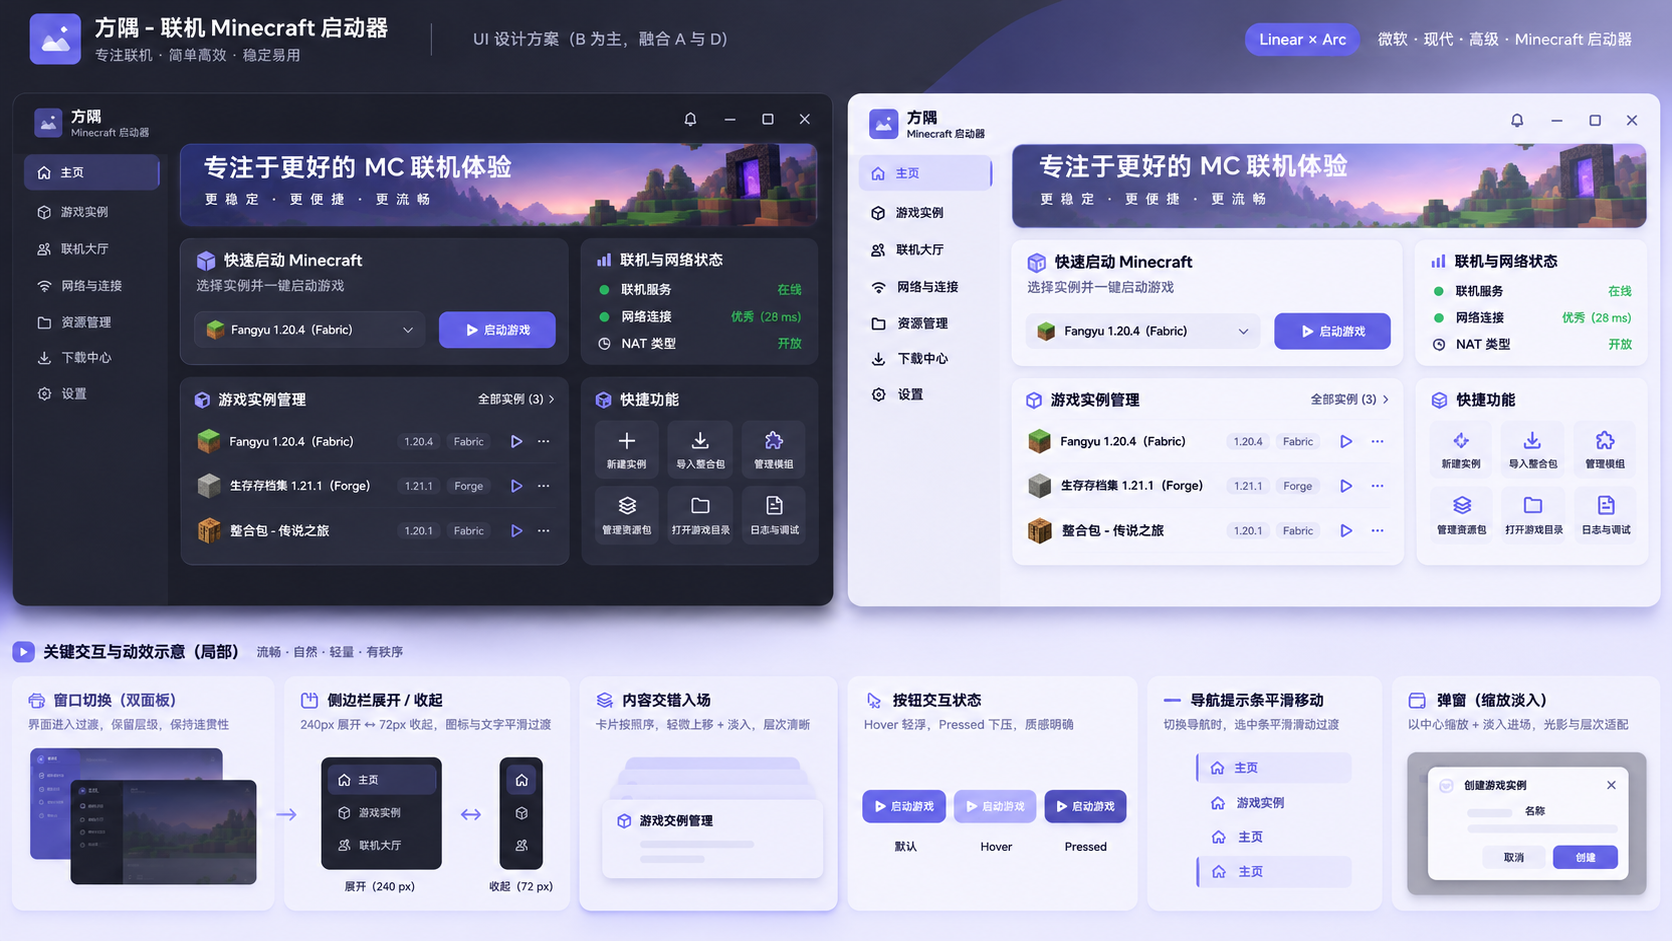 方隅 - 联机 Minecraft 启动器
专注联机 · 简单高效 · 稳定易用
UI 设计方案（B 为主，融合 A 与 D）
Linear × Arc
微软 · 现代 · 高级 · Minecraft 启动器
方隅
Minecraft 启动器
主页
游戏实例
联机大厅
网络与连接
资源管理
下载中心
设置
专注于更好的 MC 联机体验
更稳定 · 更便捷 · 更流畅
快速启动 Minecraft
选择实例并一键启动游戏
Fangyu 1.20.4（Fabric）
启动游戏
联机与网络状态
联机服务 在线
网络连接 优秀（28 ms）
NAT 类型 开放
游戏实例管理
全部实例 (3)
Fangyu 1.20.4（Fabric） 1.20.4 Fabric
生存存档集 1.21.1（Forge） 1.21.1 Forge
整合包 - 传说之旅 1.20.1 Fabric
快捷功能
新建实例 导入整合包 管理模组
管理资源包 打开游戏目录 日志与调试
方隅
Minecraft 启动器
主页
游戏实例
联机大厅
网络与连接
资源管理
下载中心
设置
专注于更好的 MC 联机体验
更稳定 · 更便捷 · 更流畅
快速启动 Minecraft
选择实例并一键启动游戏
Fangyu 1.20.4（Fabric）
启动游戏
联机与网络状态
联机服务 在线
网络连接 优秀（28 ms）
NAT 类型 开放
游戏实例管理
全部实例 (3)
Fangyu 1.20.4（Fabric） 1.20.4 Fabric
生存存档集 1.21.1（Forge） 1.21.1 Forge
整合包 - 传说之旅 1.20.1 Fabric
快捷功能
新建实例 导入整合包 管理模组
管理资源包 打开游戏目录 日志与调试
关键交互与动效示意（局部）
流畅 · 自然 · 轻量 · 有秩序
窗口切换（双面板）
界面进入过渡，保留层级，保持连贯性
侧边栏展开 / 收起
240px 展开 ↔ 72px 收起，图标与文字平滑过渡
主页
游戏实例
联机大厅
展开（240 px）
收起（72 px）
内容交错入场
卡片按照序，轻微上移 + 淡入，层次清晰
游戏交例管理
按钮交互状态
Hover 轻浮，Pressed 下压，质感明确
启动游戏 启动游戏 启动游戏
默认 Hover Pressed
导航提示条平滑移动
切换导航时，选中条平滑滑动过渡
主页
游戏实例
主页
主页
弹窗（缩放淡入）
以中心缩放 + 淡入进场，光影与层次适配
创建游戏实例
名称
取消 创建